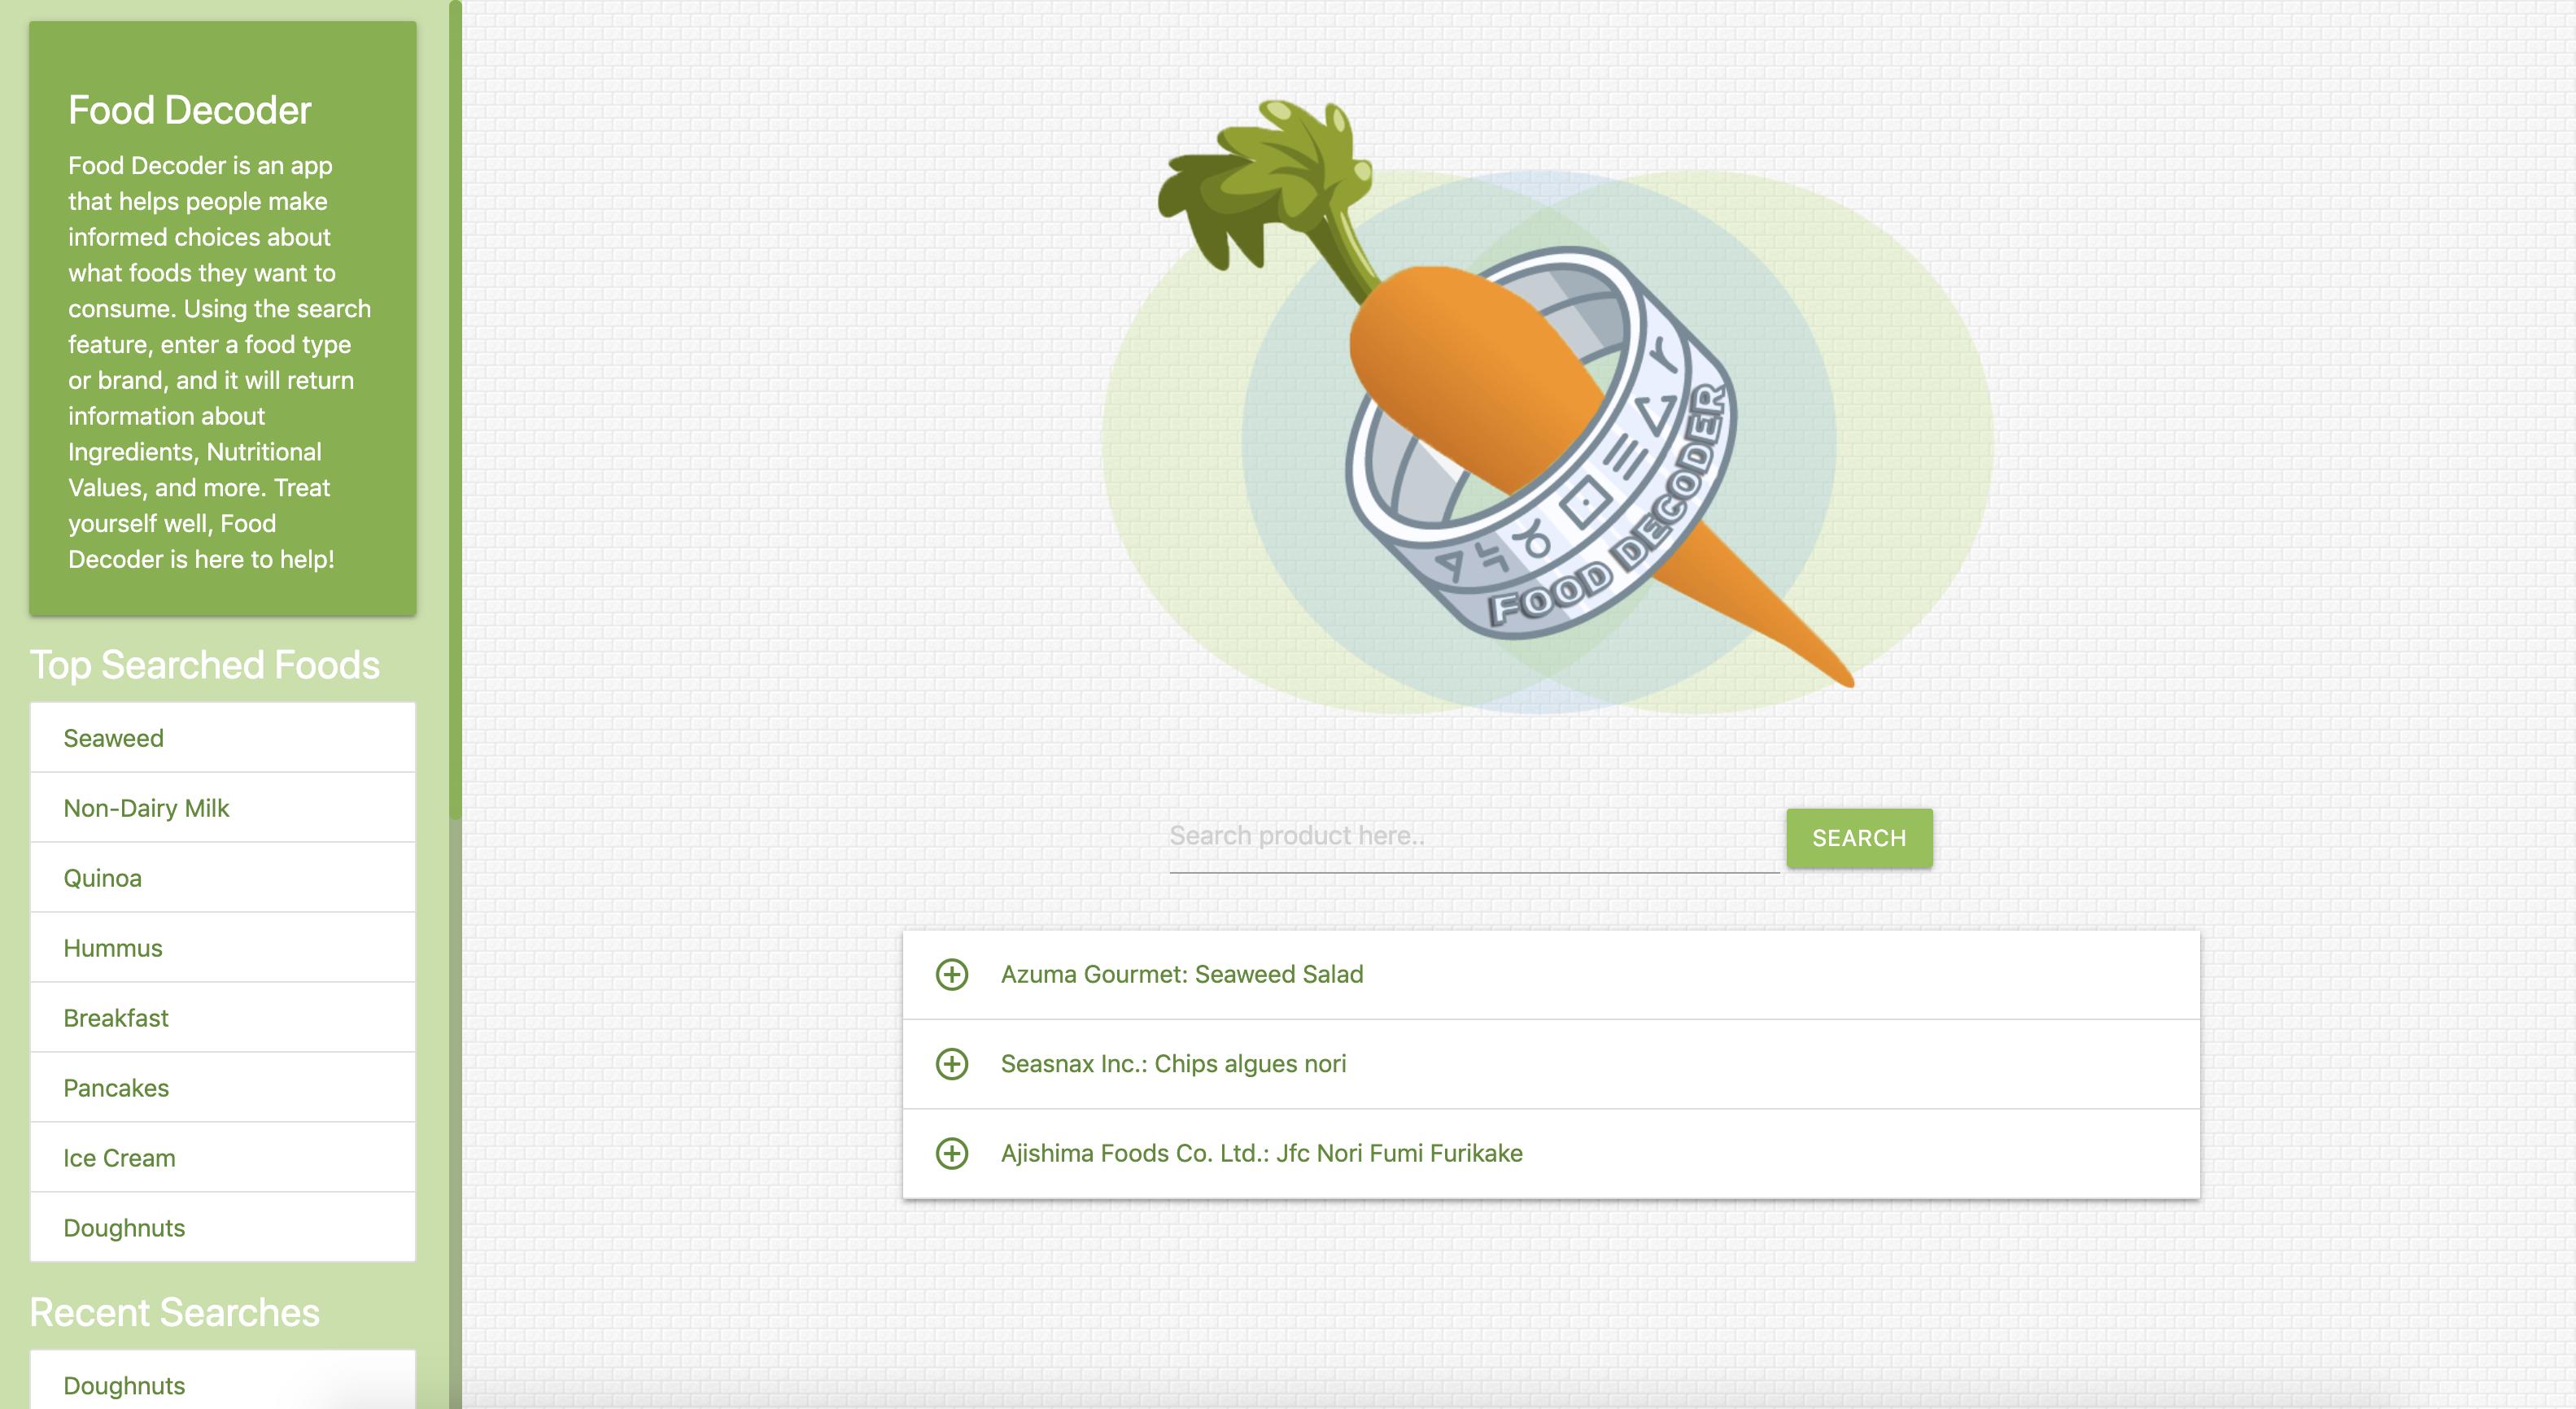 Food Decoder
Food Decoder is an app
that helps people make
informed choices about
what foods they want to
consume. Using the search
feature, enter a food type
or brand, and it will return
information about
Ingredients, Nutritional
Values, and more. Treat
yourself well, Food
Decoder is here to help!
Top Searched Foods
Seaweed
Non-Dairy Milk
Quinoa
Hummus
Breakfast
Pancakes
Ice Cream
Doughnuts
Recent Searches
Doughnuts
FOOD DECODER
Search product here..
SEARCH
Azuma Gourmet: Seaweed Salad
Seasnax Inc.: Chips algues nori
Ajishima Foods Co. Ltd.: Jfc Nori Fumi Furikake